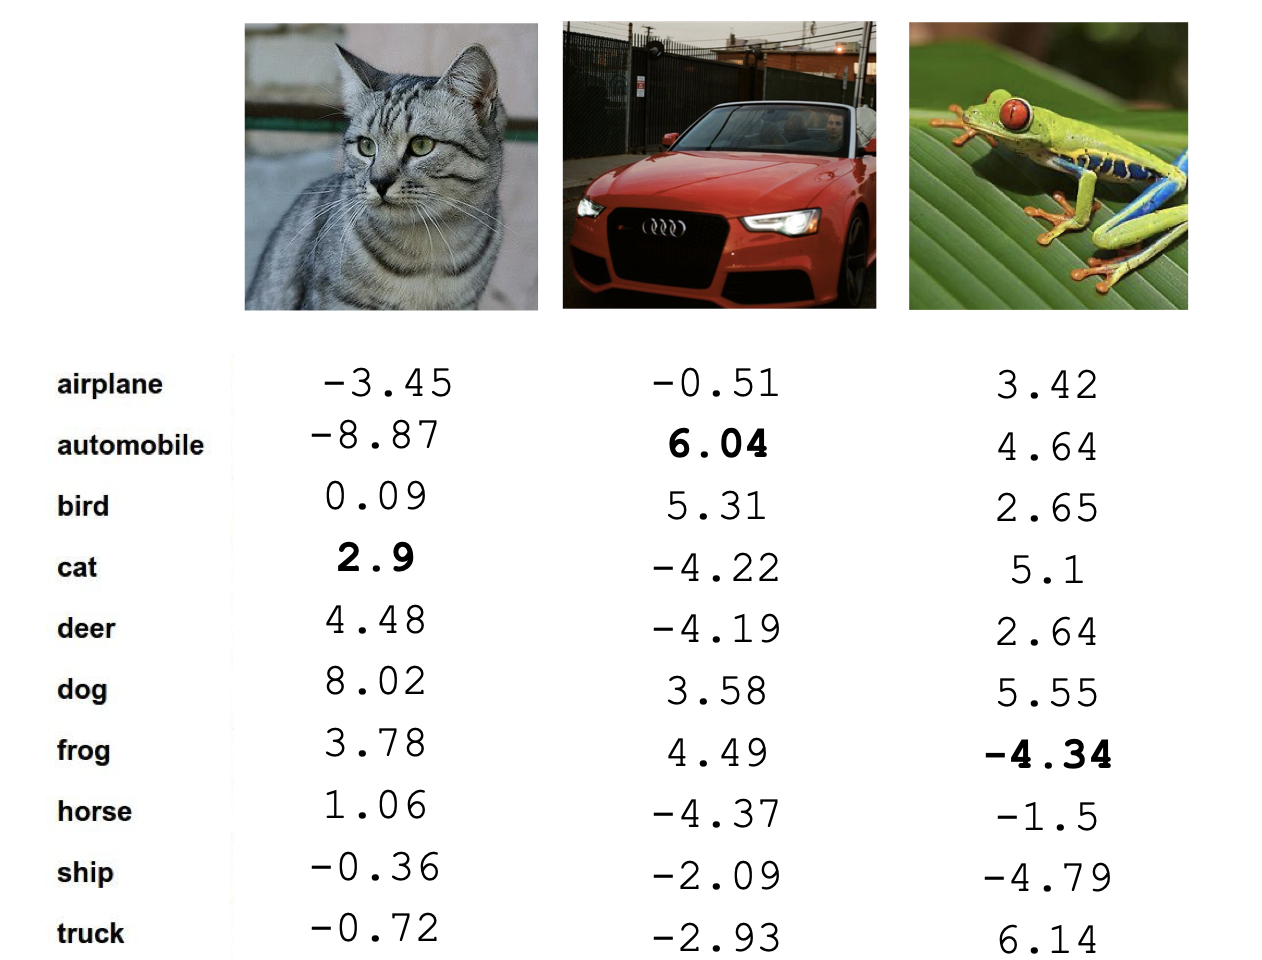 airplane -3.45 -0.51 3.42
automobile -8.87 6.04 4.64
bird 0.09 5.31 2.65
cat 2.9 -4.22 5.1
deer 4.48 -4.19 2.64
dog 8.02 3.58 5.55
frog 3.78 4.49 -4.34
horse 1.06 -4.37 -1.5
ship -0.36 -2.09 -4.79
truck -0.72 -2.93 6.14